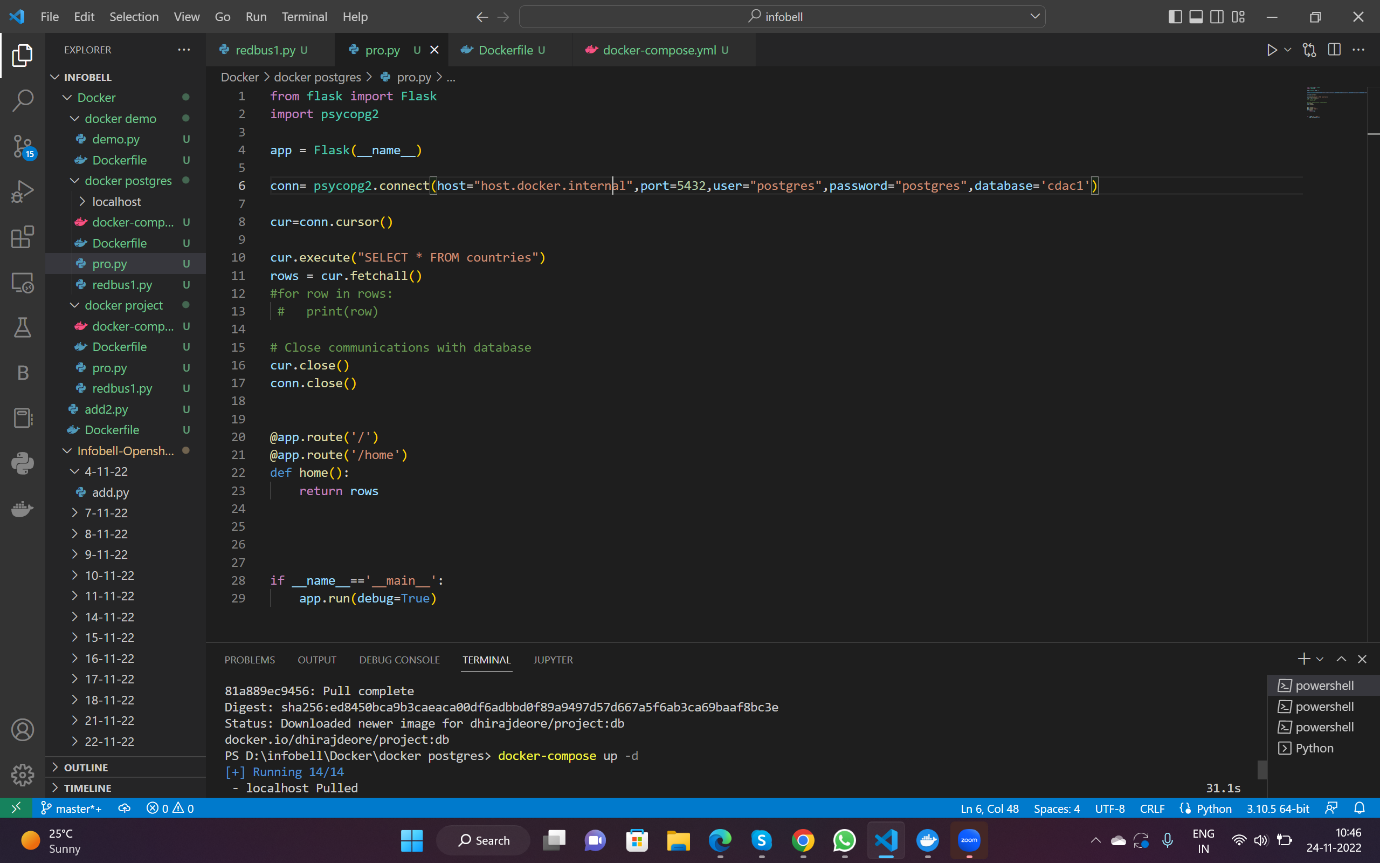 File Edit Selection View Go Run Terminal Help
infobell
EXPLORER
redbus1.py U
pro.py U
Dockerfile U
docker-compose.yml U
INFOBELL
Docker
docker demo
demo.py U
Dockerfile U
docker postgres
localhost
docker-comp... U
Dockerfile U
pro.py U
redbus1.py U
docker project
docker-comp... U
Dockerfile U
pro.py U
redbus1.py U
add2.py U
Dockerfile U
Infobell-Opensh...
4-11-22
add.py
7-11-22
8-11-22
9-11-22
10-11-22
11-11-22
14-11-22
15-11-22
16-11-22
17-11-22
18-11-22
21-11-22
22-11-22
OUTLINE
TIMELINE
15
B
Docker > docker postgres > pro.py > ...
1 from flask import Flask
2 import psycopg2
3
4 app = Flask(__name__)
5
6 conn= psycopg2.connect(host="host.docker.internal",port=5432,user="postgres",password="postgres",database='cdac1')
7
8 cur=conn.cursor()
9
10 cur.execute("SELECT * FROM countries")
11 rows = cur.fetchall()
12 #for row in rows:
13 #   print(row)
14
15 # Close communications with database
16 cur.close()
17 conn.close()
18
19
20 @app.route('/')
21 @app.route('/home')
22 def home():
23     return rows
24
25
26
27
28 if __name__=='__main__':
29     app.run(debug=True)
PROBLEMS OUTPUT DEBUG CONSOLE TERMINAL JUPYTER
81a889ec9456: Pull complete
Digest: sha256:ed8450bca9b3caeaca00df6adbbd0f89a9497d57d667a5f6ab3ca69baaf8bc3e
Status: Downloaded newer image for dhirajdeore/project:db
docker.io/dhirajdeore/project:db
PS D:\infobell\Docker\docker postgres> docker-compose up -d
[+] Running 14/14
- localhost Pulled 31.1s
powershell
powershell
powershell
Python
master*+ 0 0 Ln 6, Col 48 Spaces: 4 UTF-8 CRLF Python 3.10.5 64-bit
25°C
Sunny
Search
zoom
ENG
IN
10:46
24-11-2022